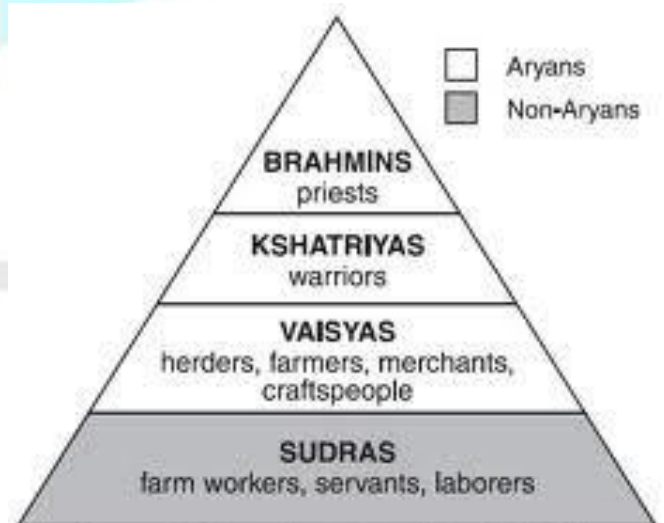 Aryans
Non-Aryans
BRAHMINS
priests
KSHATRIYAS
warriors
VAISYAS
herders, farmers, merchants,
craftspeople
SUDRAS
farm workers, servants, laborers